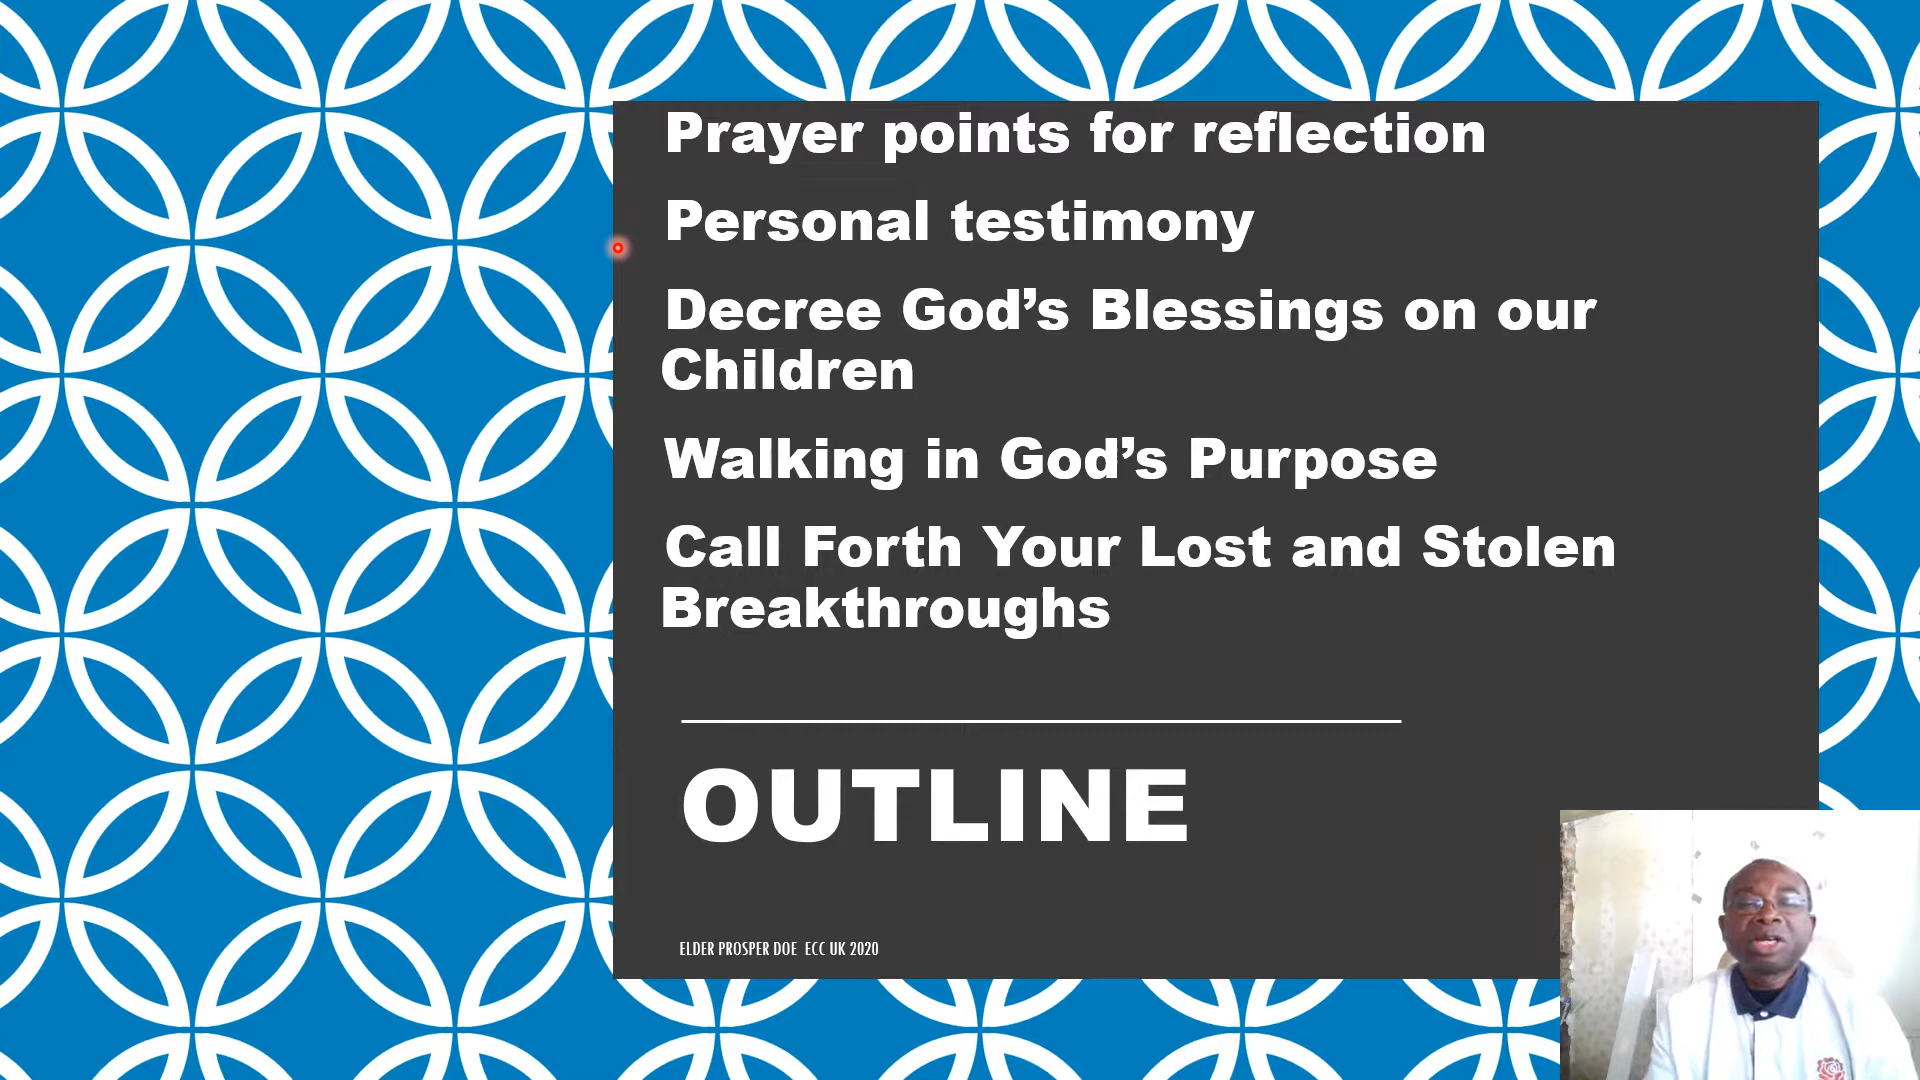 Prayer points for reflection
Personal testimony
Decree God’s Blessings on our
Children
Walking in God’s Purpose
Call Forth Your Lost and Stolen
Breakthroughs
OUTLINE
ELDER PROSPER DOE ECC UK 2020